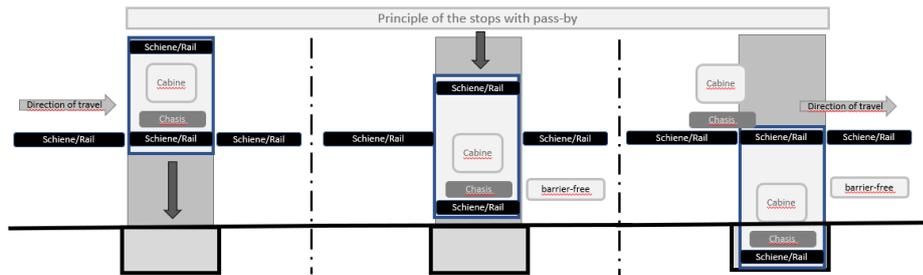 Principle of the stops with pass-by
Schiene/Rail
Cabine
Direction of travel
Chasis
Schiene/Rail
Schiene/Rail
Schiene/Rail
Schiene/Rail
Schiene/Rail
Schiene/Rail
Cabine
Chasis
barrier-free
Schiene/Rail
Cabine
Direction of travel
Chasis
Schiene/Rail
Schiene/Rail
Schiene/Rail
barrier-free
Cabine
Chasis
Schiene/Rail